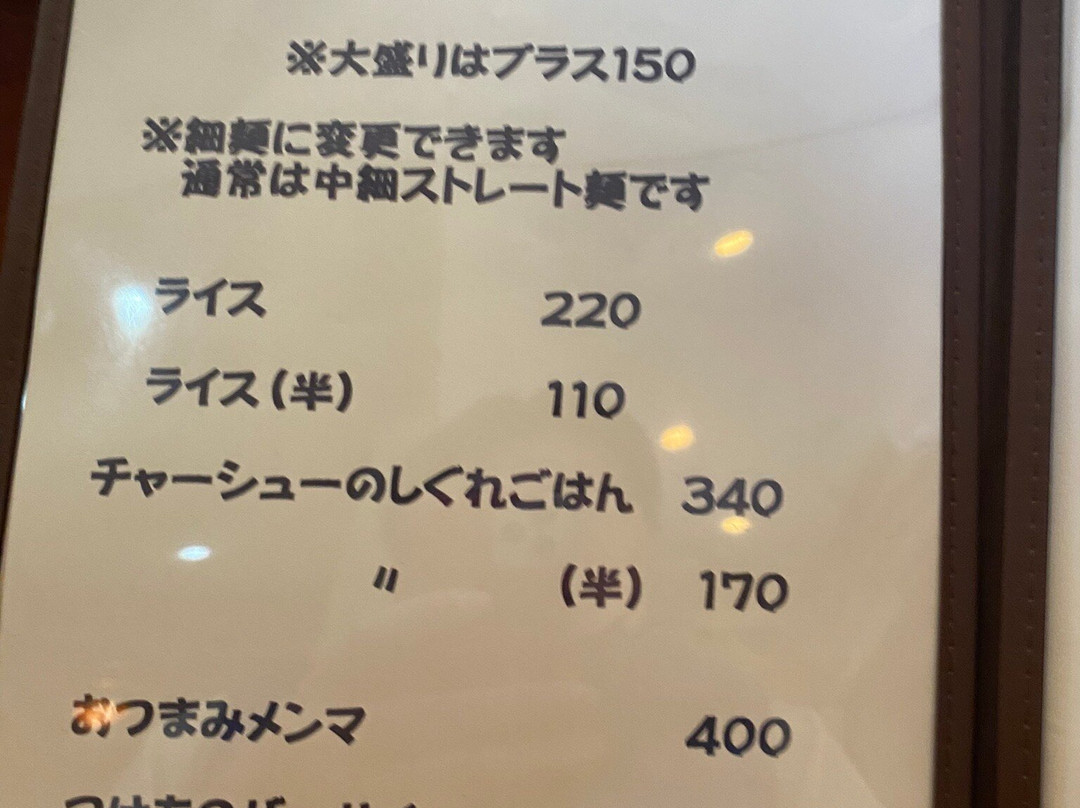 ※大盛りはプラス150
※細麺に変更できます
通常は中細ストレート麺です
ライス 220
ライス(半) 110
チャーシューのしぐれごはん 340
〃 (半) 170
おつまみメンマ 400